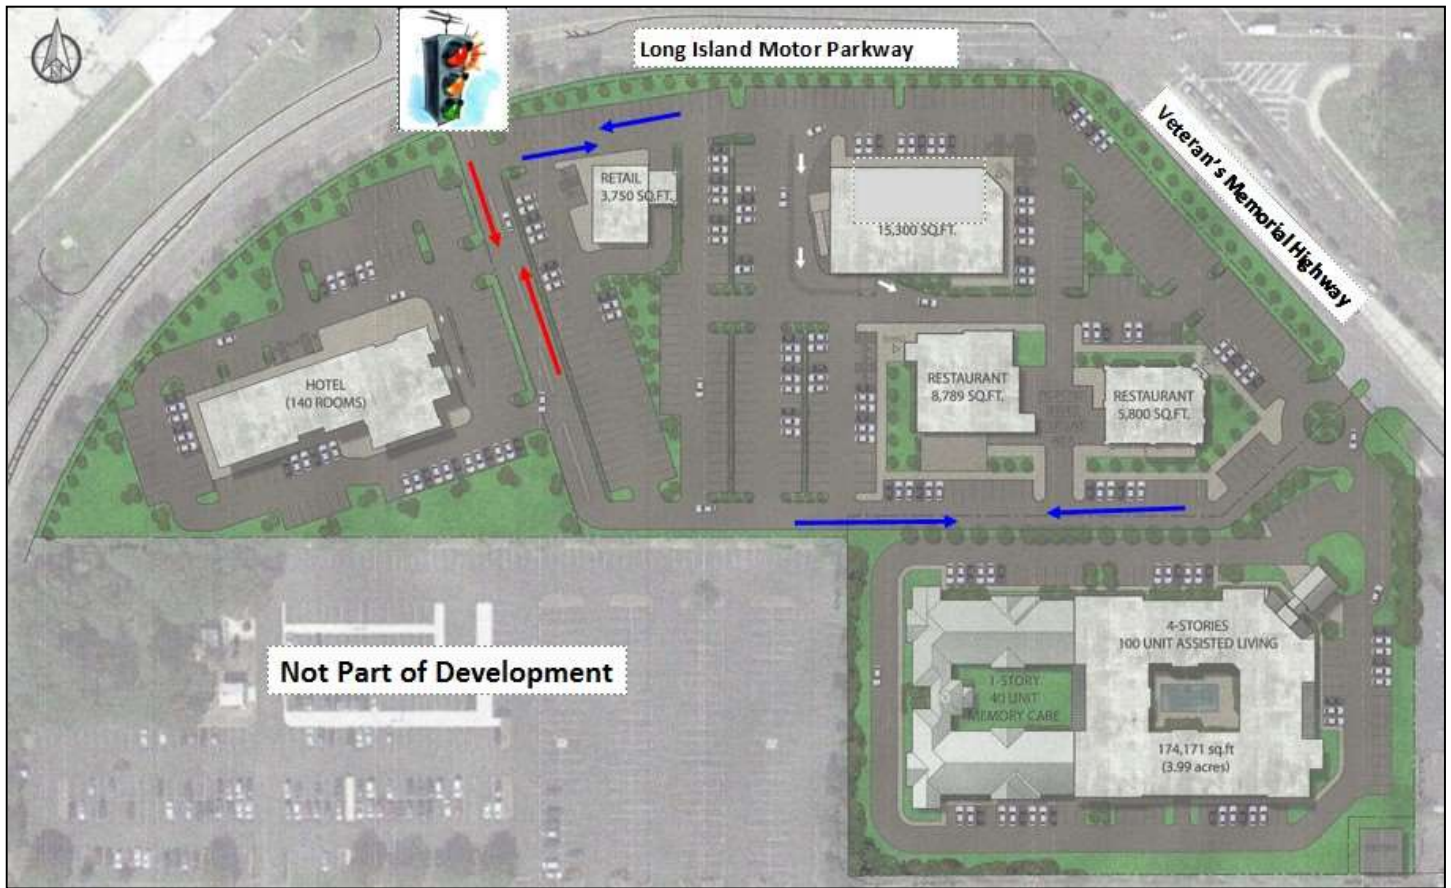 Long Island Motor Parkway
Veteran's Memorial Highway
RETAIL
3,750 SQ.FT.
15,300 SQ.FT.
HOTEL
(140 ROOMS)
RESTAURANT
8,789 SQ.FT.
RESTAURANT
5,800 SQ.FT.
Not Part of Development
4-STORIES
100 UNIT ASSISTED LIVING
1-STORY
40 UNIT
MEMORY CARE
174,171 sq.ft
(3.99 acres)